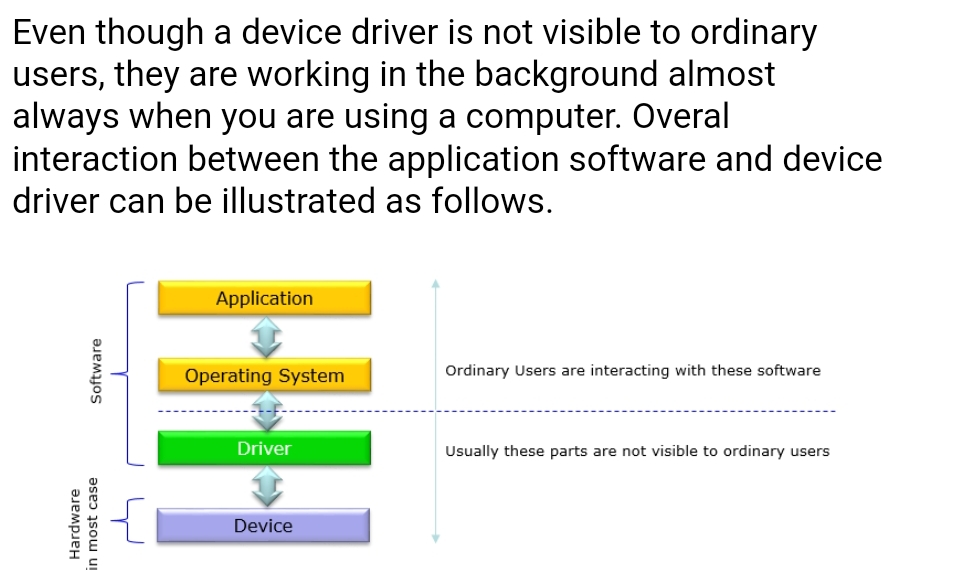 Even though a device driver is not visible to ordinary
users, they are working in the background almost
always when you are using a computer. Overal
interaction between the application software and device
driver can be illustrated as follows.
Application
Software
Operating System
Ordinary Users are interacting with these software
Driver
Usually these parts are not visible to ordinary users
Hardware
in most case
Device